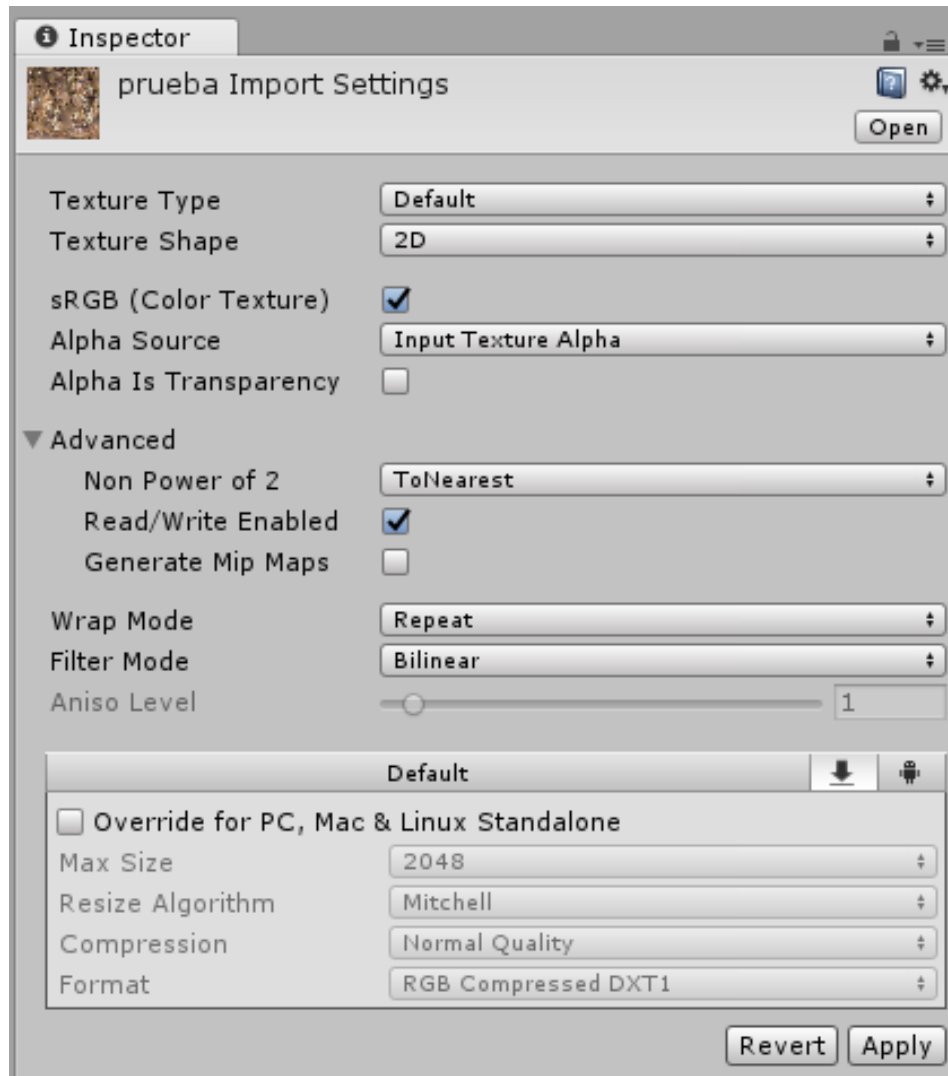 Inspector
prueba Import Settings
Open
Texture Type Default
Texture Shape 2D
sRGB (Color Texture)
Alpha Source Input Texture Alpha
Alpha Is Transparency
Advanced
Non Power of 2 ToNearest
Read/Write Enabled
Generate Mip Maps
Wrap Mode Repeat
Filter Mode Bilinear
Aniso Level 1
Default
Override for PC, Mac & Linux Standalone
Max Size 2048
Resize Algorithm Mitchell
Compression Normal Quality
Format RGB Compressed DXT1
Revert Apply